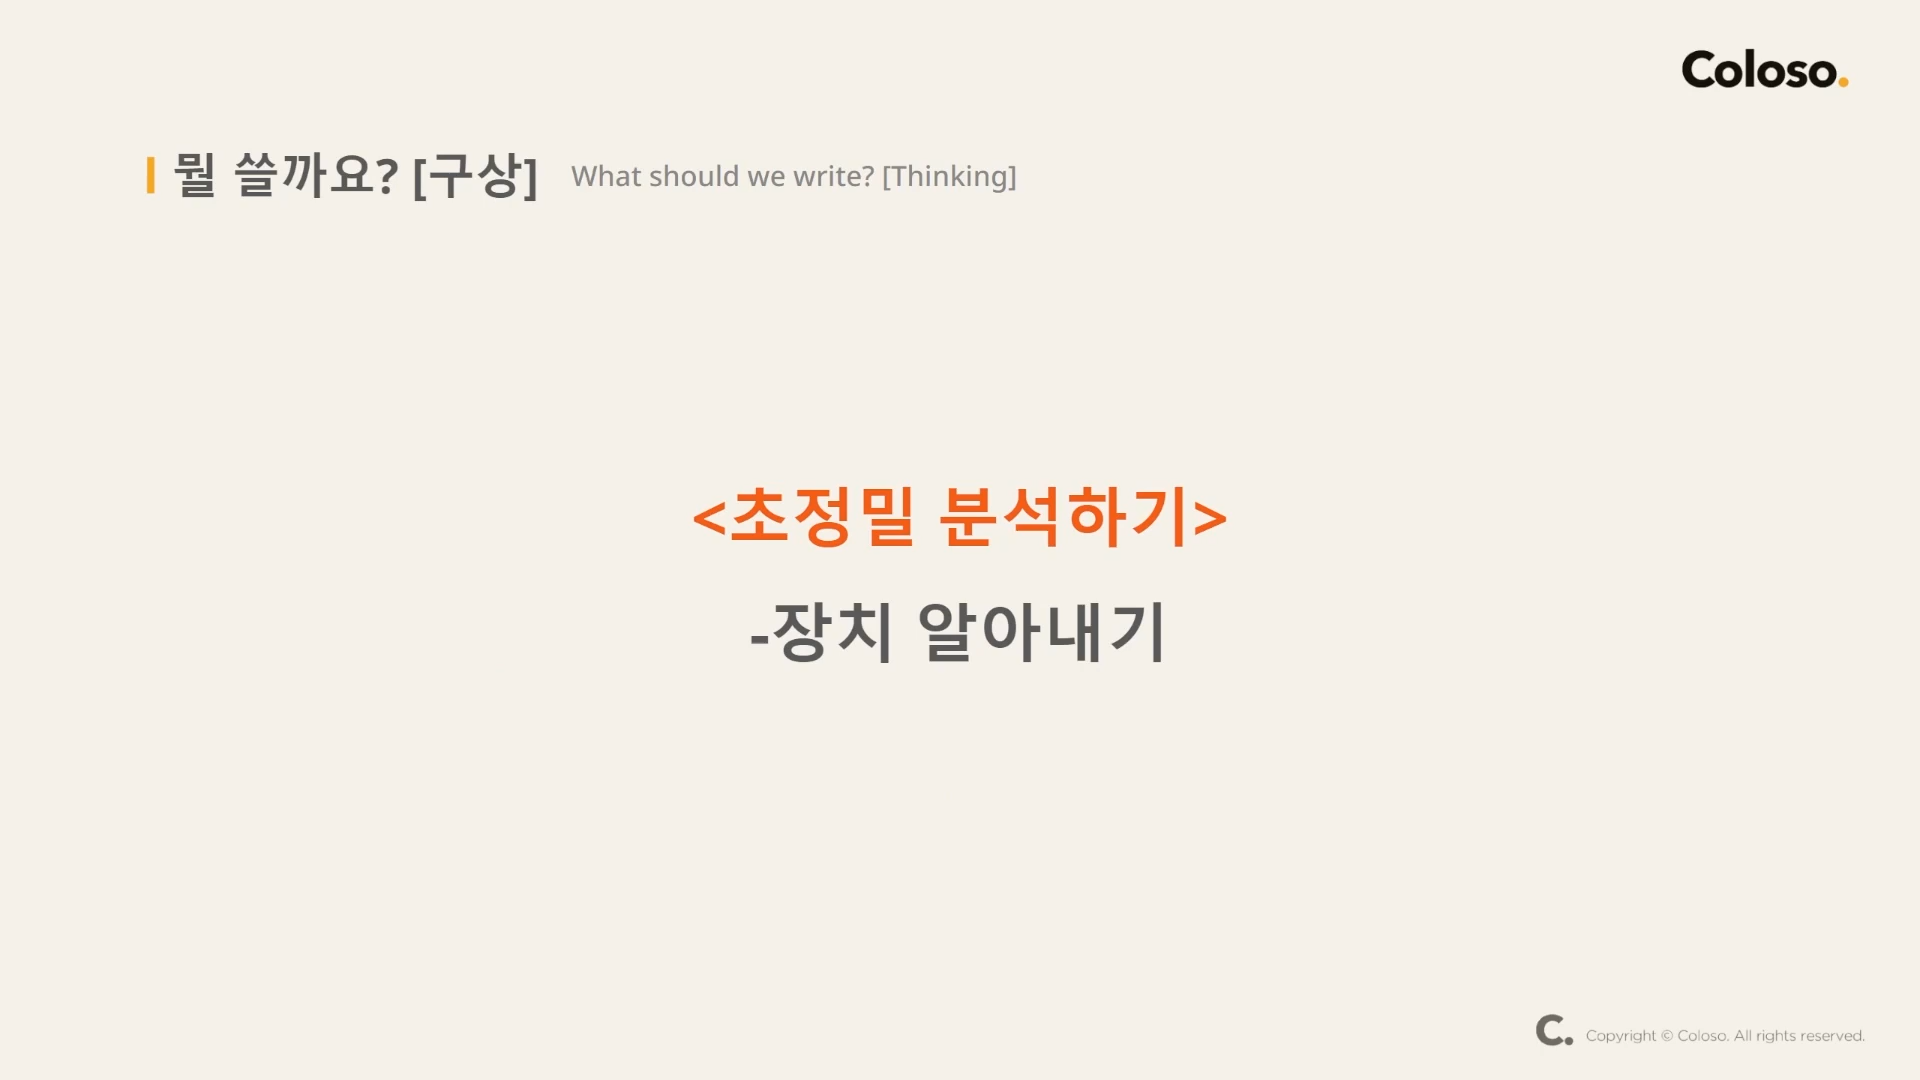 Coloso.
뭘 쓸까요? [구상] What should we write? [Thinking]
<초정밀 분석하기>
-장치 알아내기
C. Copyright © Coloso. All rights reserved.